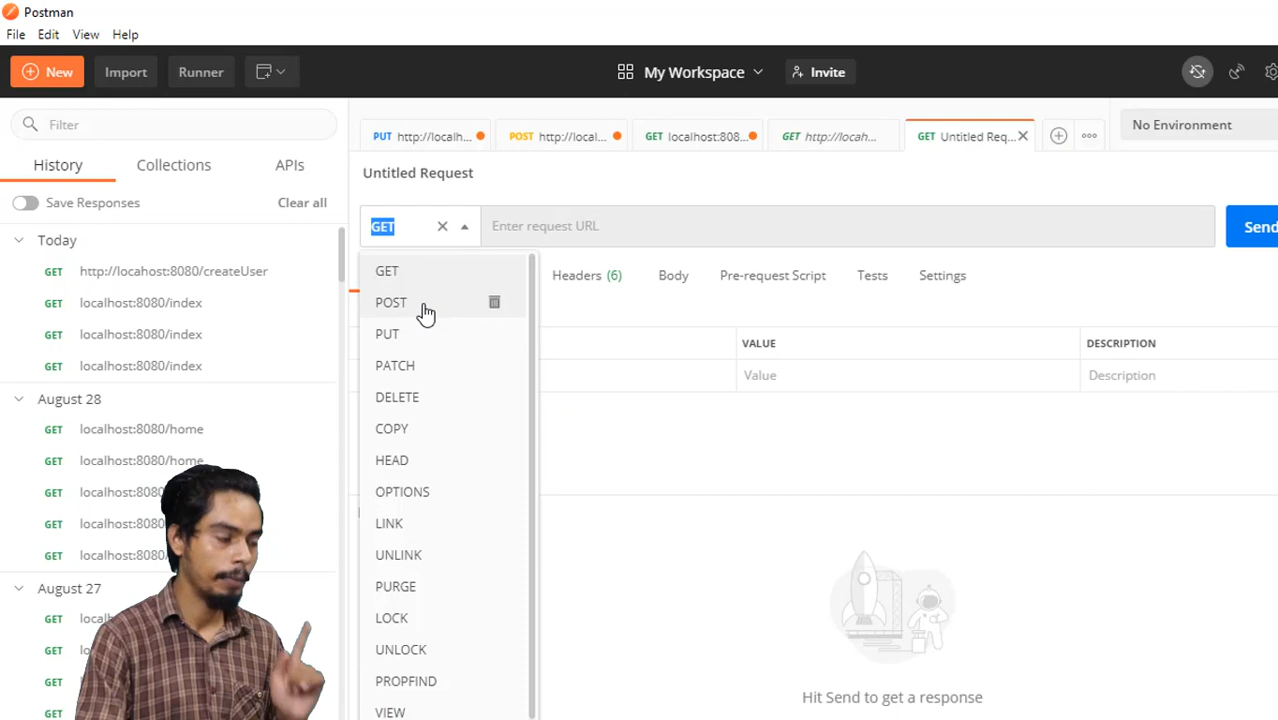 Postman
File Edit View Help
New Import Runner My Workspace Invite
Filter
History Collections APIs
Save Responses Clear all
Today
GET http://locahost:8080/createUser
GET localhost:8080/index
GET localhost:8080/index
GET localhost:8080/index
August 28
GET localhost:8080/home
GET localhost:8080/home
GET localhost:8080/
GET localhost:8080/
GET localhost:8080/
August 27
GET
GET
GET
GET
PUT http://localh... POST http://local... GET localhost:808... GET http://locah... GET Untitled Req... No Environment
Untitled Request
GET Enter request URL Send
Headers (6) Body Pre-request Script Tests Settings
VALUE DESCRIPTION
Value Description
GET
POST
PUT
PATCH
DELETE
COPY
HEAD
OPTIONS
LINK
UNLINK
PURGE
LOCK
UNLOCK
PROPFIND
VIEW
Hit Send to get a response